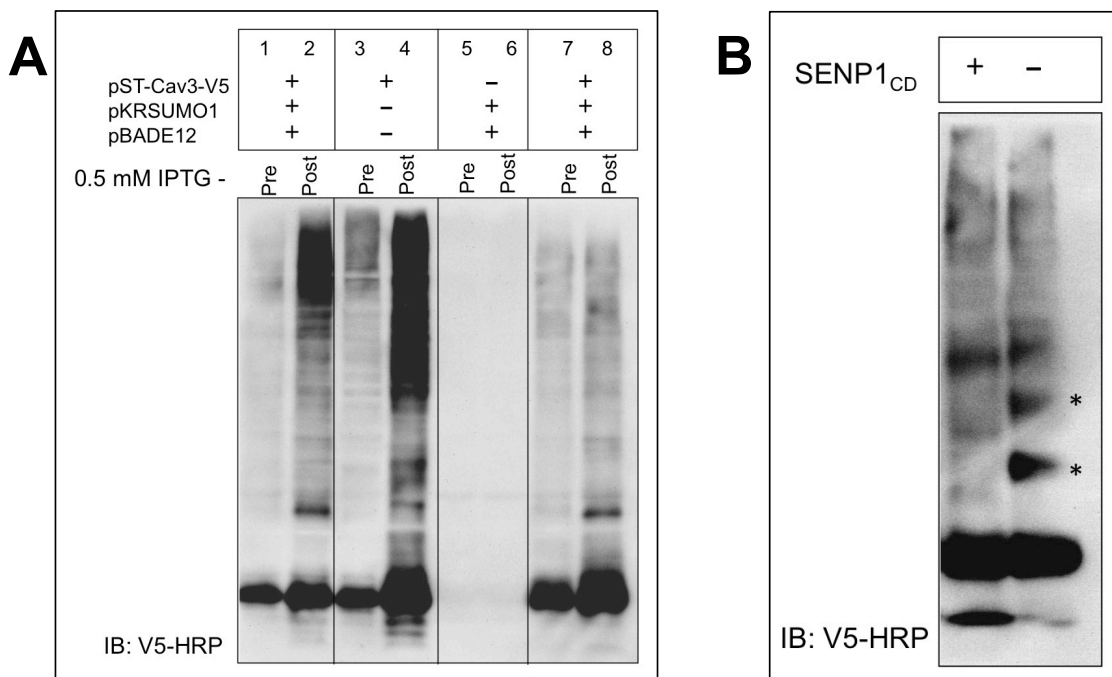 A
1 2 3 4 5 6 7 8
pST-Cav3-V5 + + − +
pKRSUMO1 + − + +
pBADE12 + − + +
0.5 mM IPTG - Pre Post Pre Post Pre Post Pre Post
IB: V5-HRP
B
SENP1CD + −
*
*
IB: V5-HRP